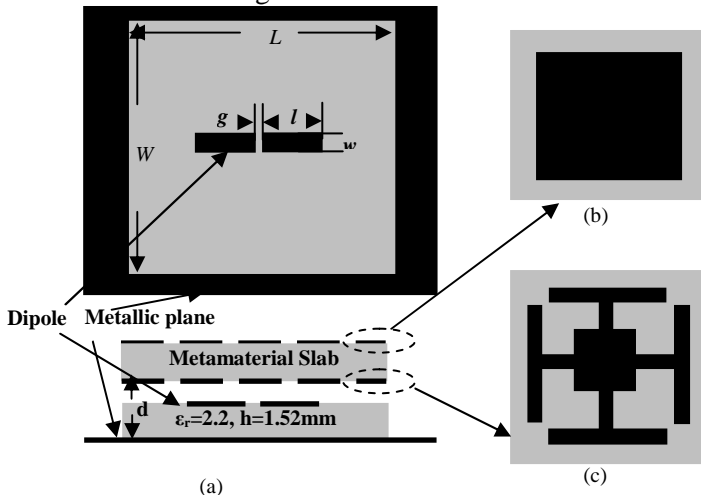 L
g
l
w
W
(b)
Dipole
Metallic plane
Metamaterial Slab
d
εr=2.2, h=1.52mm
(a)
(c)